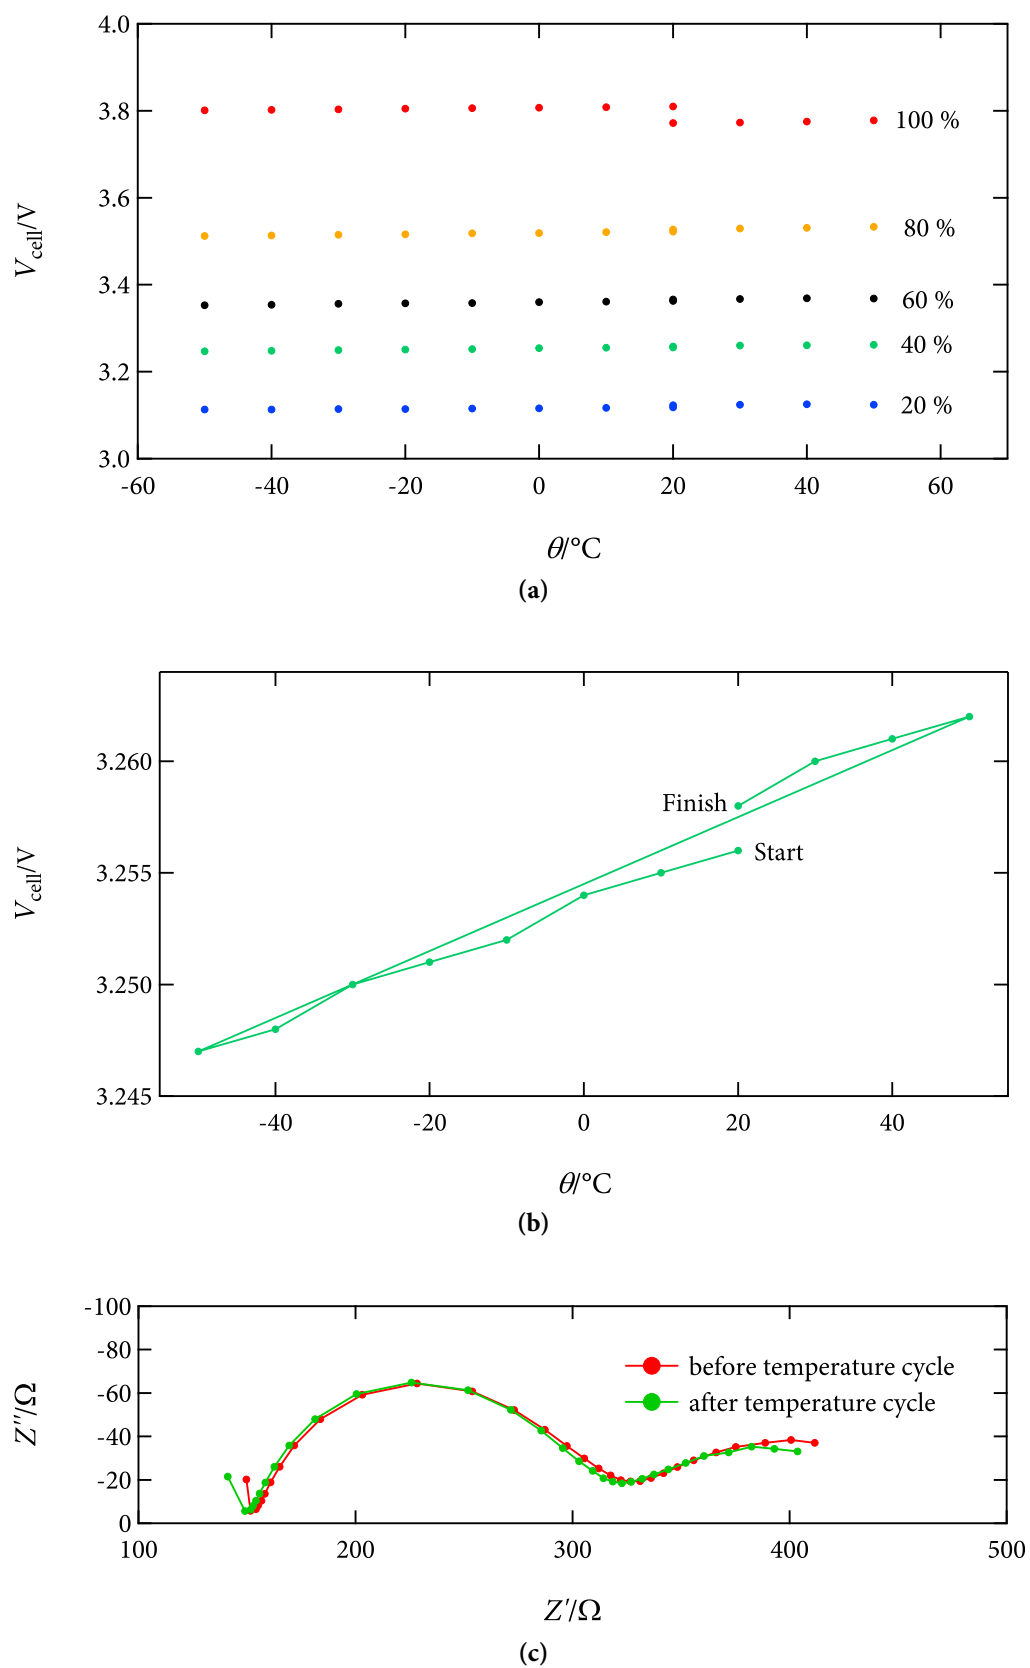 4.0
3.8
3.6
3.4
3.2
3.0
V_cell/V
100 %
80 %
60 %
40 %
20 %
-60 -40 -20 0 20 40 60
θ/°C
(a)
3.260
3.255
3.250
3.245
V_cell/V
Finish
Start
-40 -20 0 20 40
θ/°C
(b)
-100
-80
-60
-40
-20
0
Z''/Ω
before temperature cycle
after temperature cycle
100 200 300 400 500
Z'/Ω
(c)